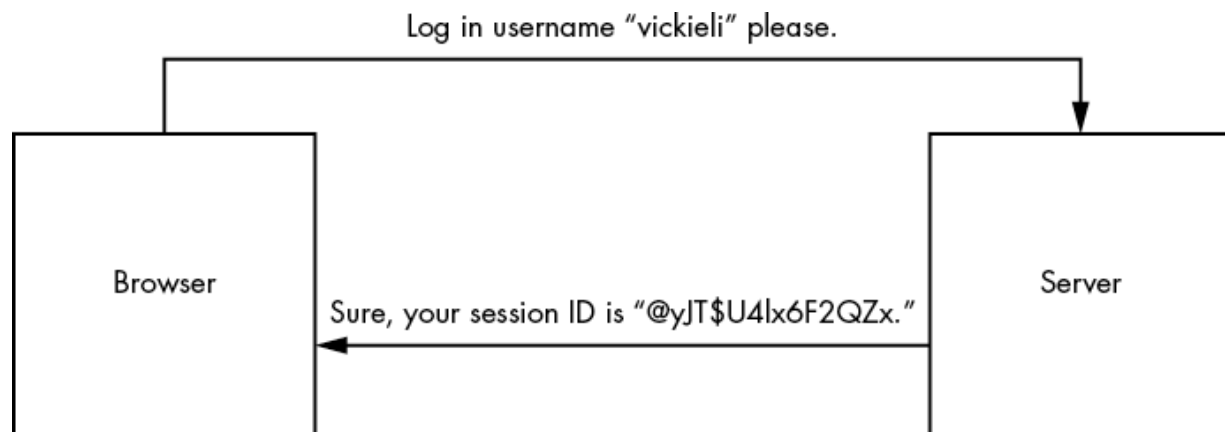 Log in username “vickieli” please.
Browser
Server
Sure, your session ID is “@yJT$U4lx6F2QZx.”